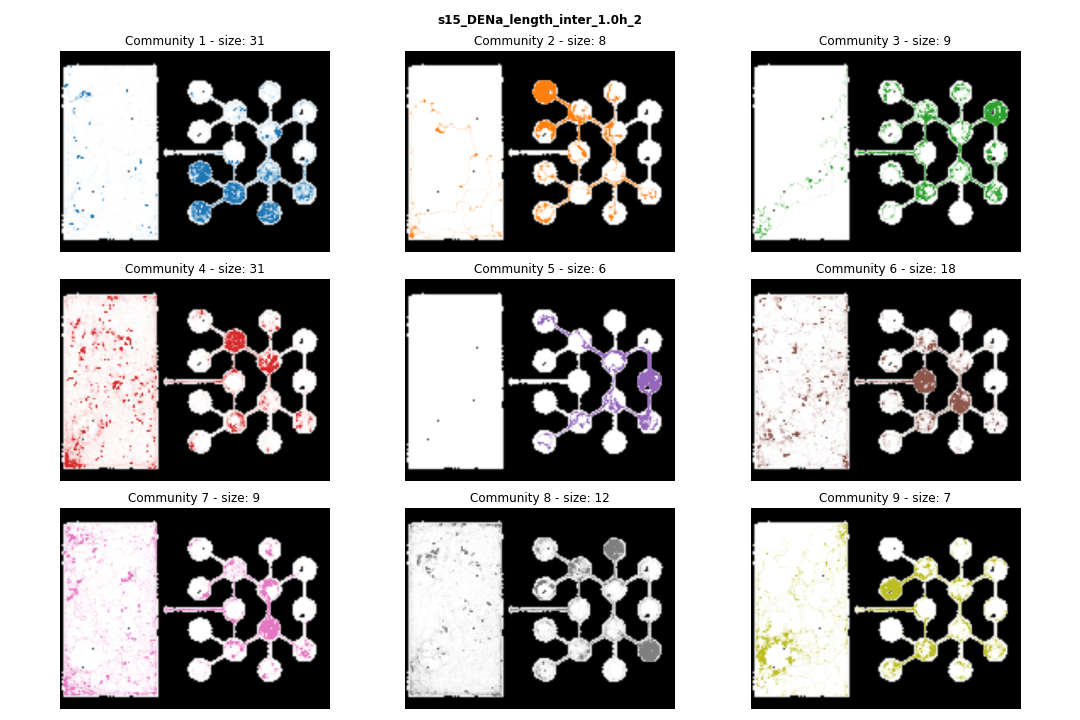 s15_DENa_length_inter_1.0h_2
Community 1 - size: 31
Community 2 - size: 8
Community 3 - size: 9
Community 4 - size: 31
Community 5 - size: 6
Community 6 - size: 18
Community 7 - size: 9
Community 8 - size: 12
Community 9 - size: 7